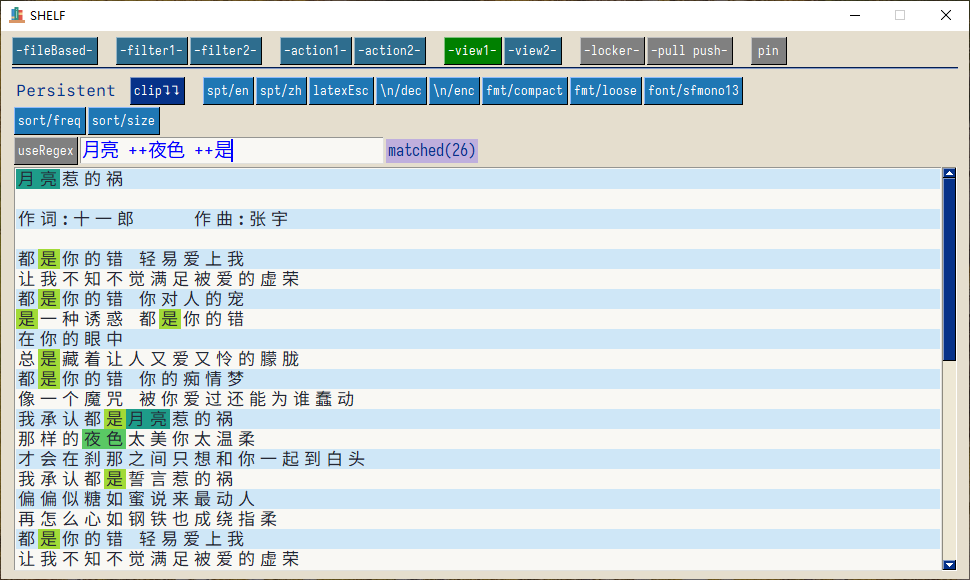 SHELF
-fileBased- -filter1- -filter2- -action1- -action2- -view1- -view2- -locker- -pull push- pin
Persistent clip⮧⮧ spt/en spt/zh latexEsc \n/dec \n/enc fmt/compact fmt/loose font/sfmono13
sort/freq sort/size
useRegex 月亮 ++夜色 ++是 matched(26)
月亮惹的祸
作词:十一郎 作曲:张宇
都是你的错 轻易爱上我
让我不知不觉满足被爱的虚荣
都是你的错 你对人的宠
是一种诱惑 都是你的错
在你的眼中
总是藏着让人又爱又怜的朦胧
都是你的错 你的痴情梦
像一个魔咒 被你爱过还能为谁蠢动
我承认都是月亮惹的祸
那样的夜色太美你太温柔
才会在刹那之间只想和你一起到白头
我承认都是誓言惹的祸
偏偏似糖如蜜说来最动人
再怎么心如钢铁也成绕指柔
都是你的错 轻易爱上我
让我不知不觉满足被爱的虚荣